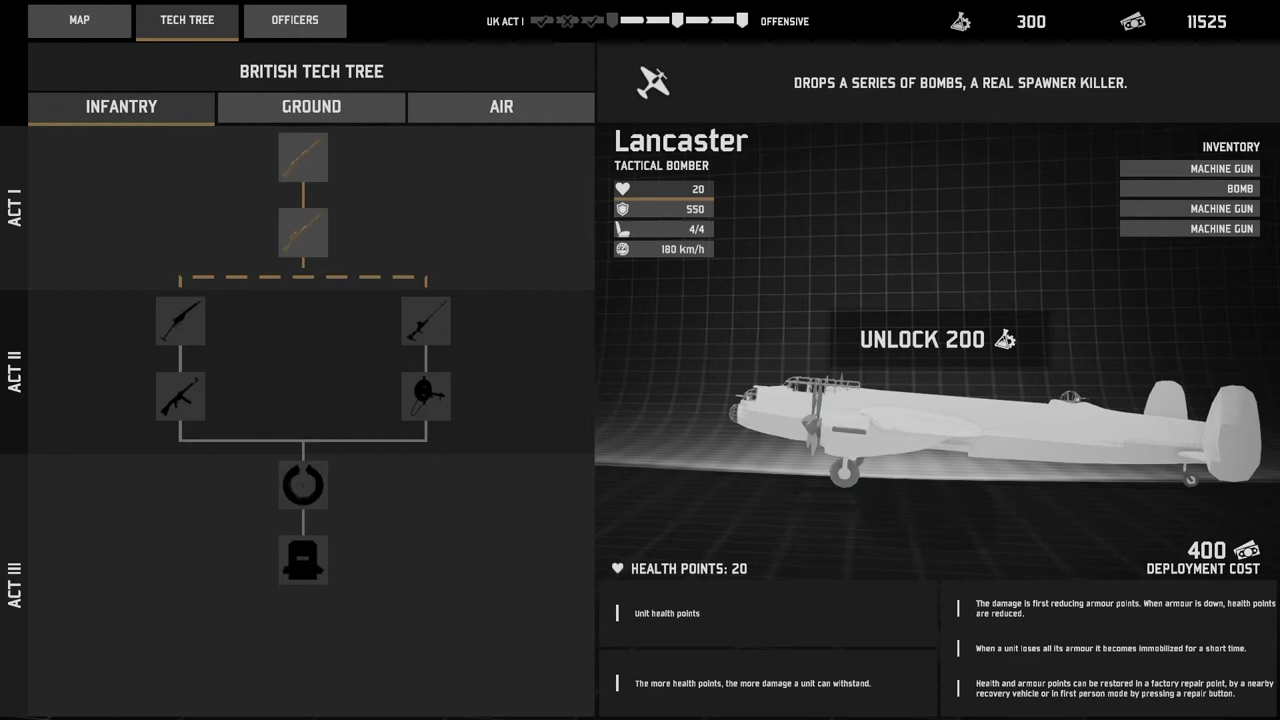 MAP
TECH TREE
OFFICERS
UK ACT I
OFFENSIVE
300
11525
BRITISH TECH TREE
INFANTRY
GROUND
AIR
ACT I
ACT II
ACT III
DROPS A SERIES OF BOMBS, A REAL SPAWNER KILLER.
Lancaster
TACTICAL BOMBER
20
550
4/4
180 km/h
INVENTORY
MACHINE GUN
BOMB
MACHINE GUN
MACHINE GUN
UNLOCK 200
400
DEPLOYMENT COST
HEALTH POINTS: 20
Unit health points
The more health points, the more damage a unit can withstand.
The damage is first reducing armour points. When armour is down, health points
are reduced.
When a unit loses all its armour it becomes immobilized for a short time.
Health and armour points can be restored in a factory repair point, by a nearby
recovery vehicle or in first person mode by pressing a repair button.